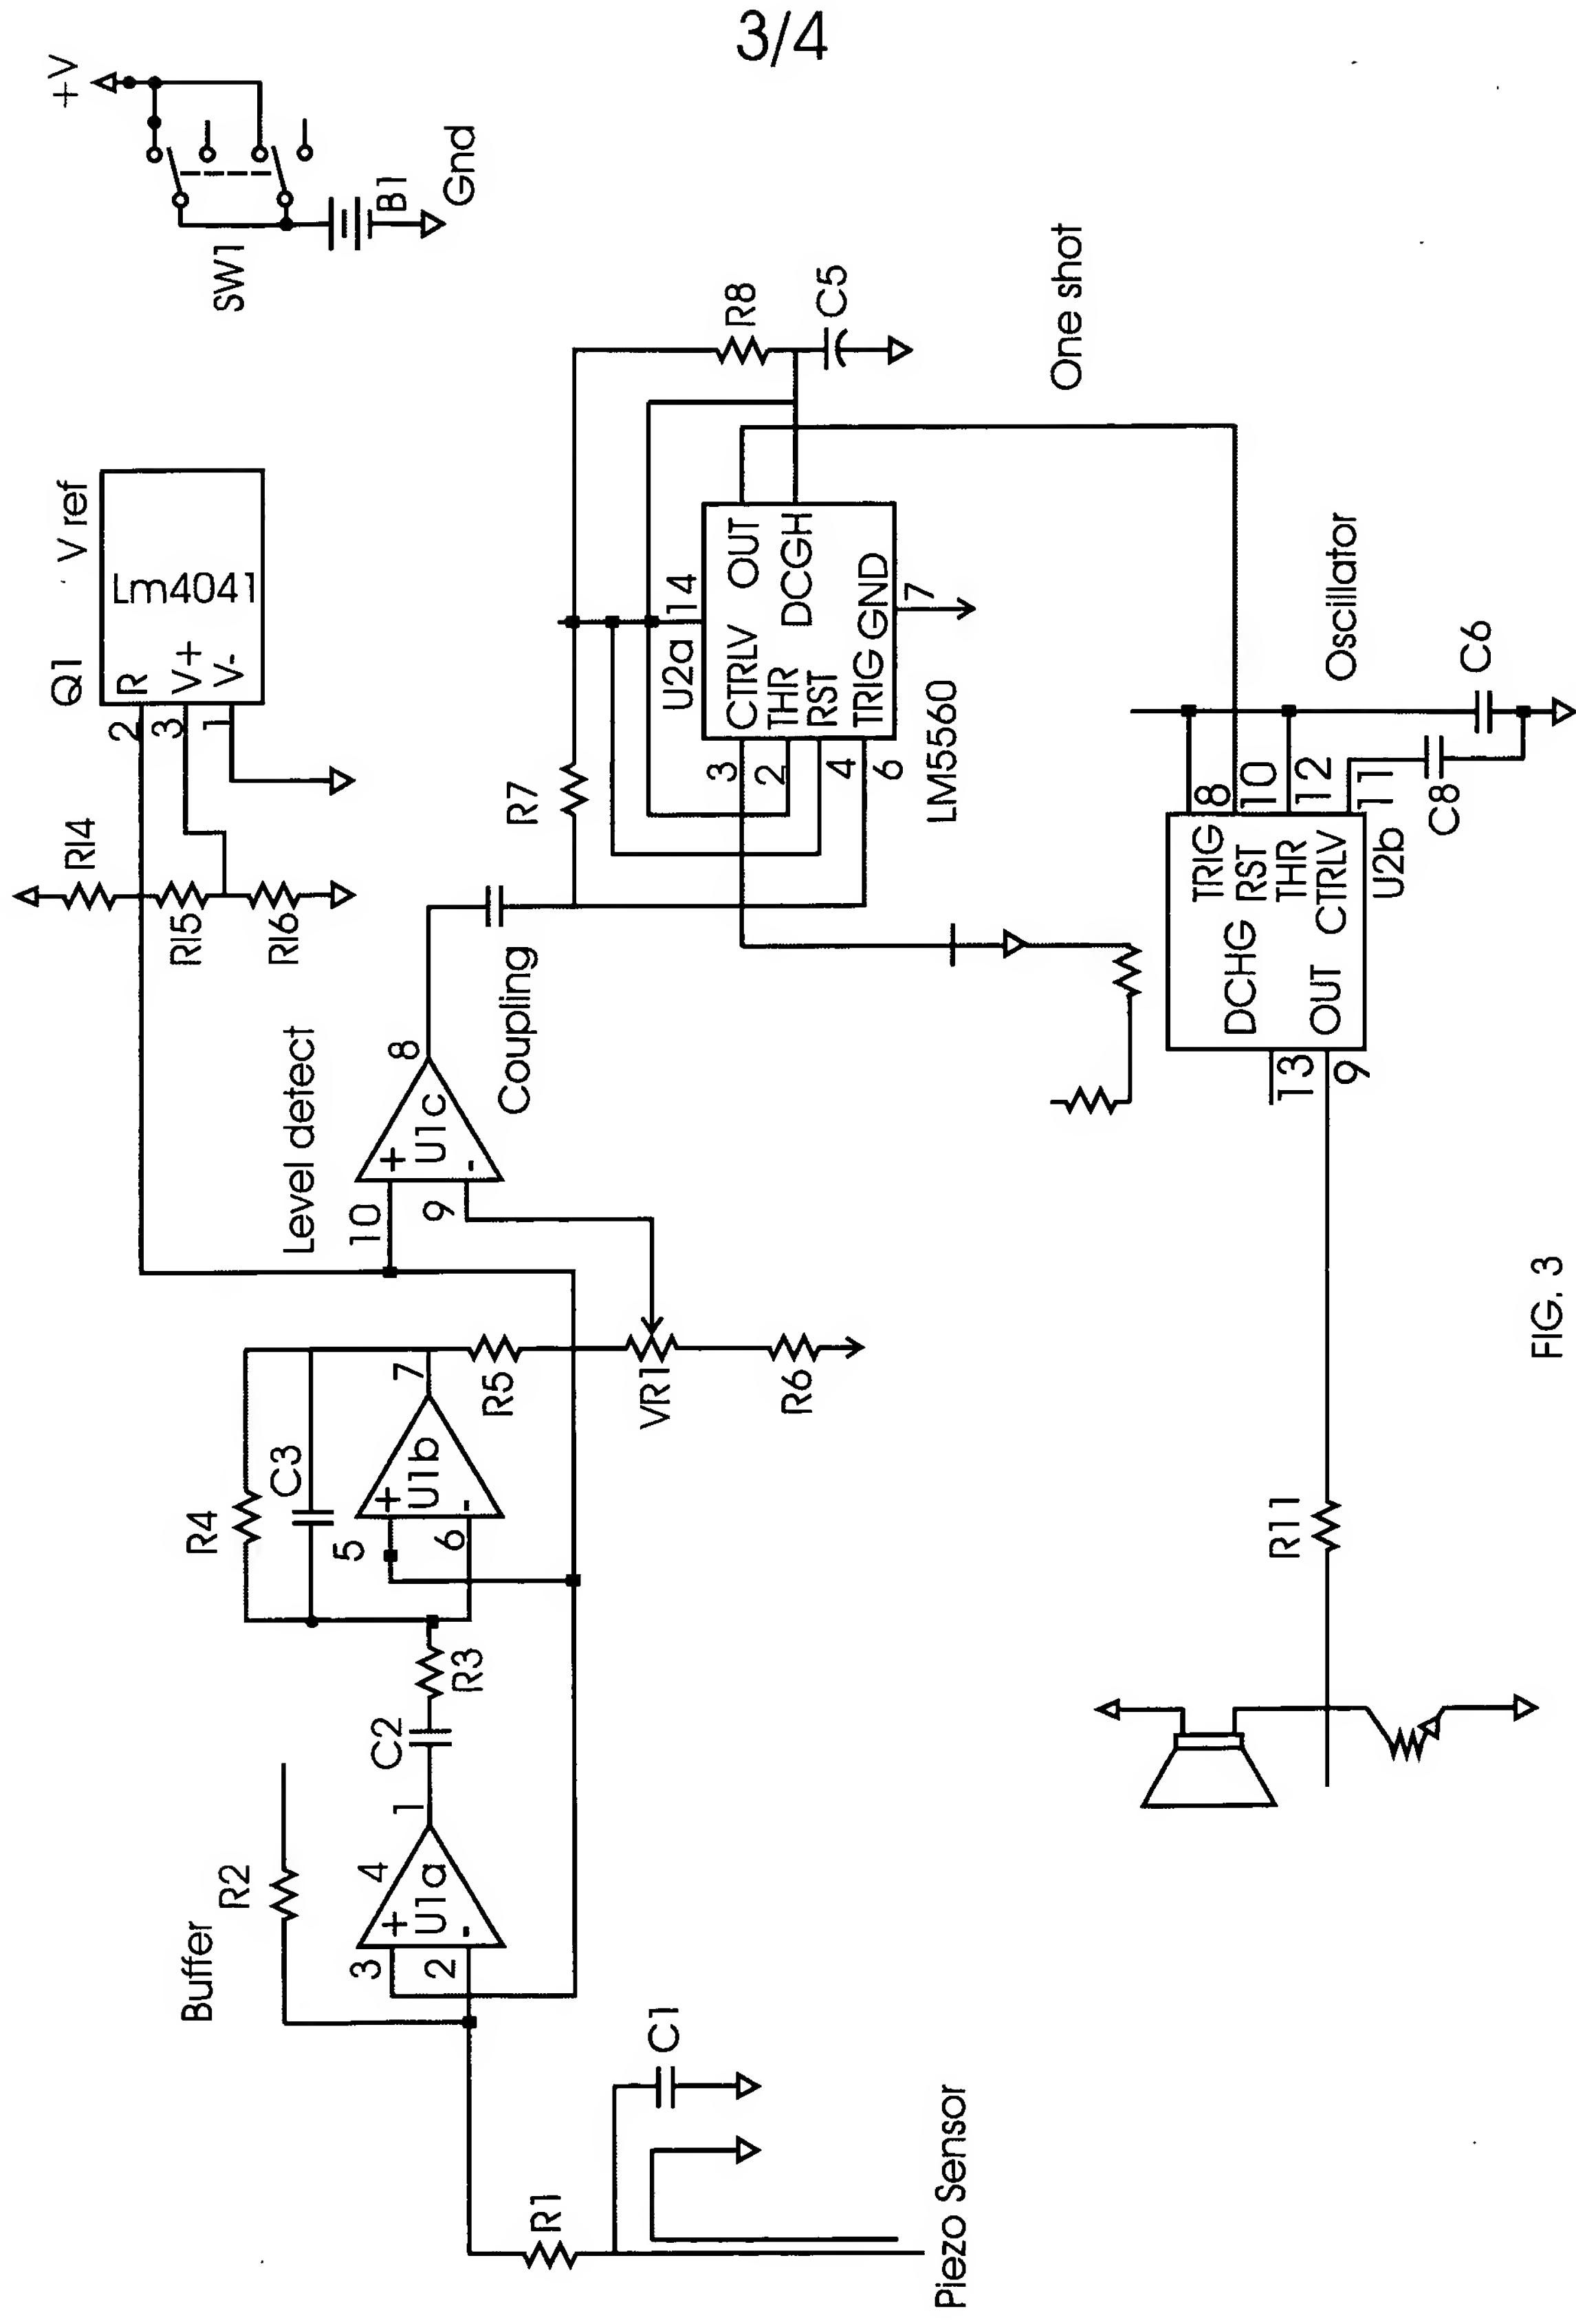 3/4
+V
SW1
B1
Gnd
V ref
Q1
Lm4041
R
V+
V-
2
3
1
R14
R15
R16
Level detect
10
9
+
-
U1c
8
Coupling
R7
R8
C5
One shot
U2a
14
CTRLV
OUT
THR
DCGH
RST
TRIG
GND
3
2
4
6
7
LM5560
Oscillator
C6
C8
8
10
12
11
TRIG
RST
THR
CTRLV
DCHG
OUT
U2b
13
9
R4
C3
5
6
+
-
U1b
7
R5
VR1
R6
R3
C2
Buffer
R2
3
2
+
-
U1a
4
1
R1
C1
Piezo Sensor
R11
FIG. 3